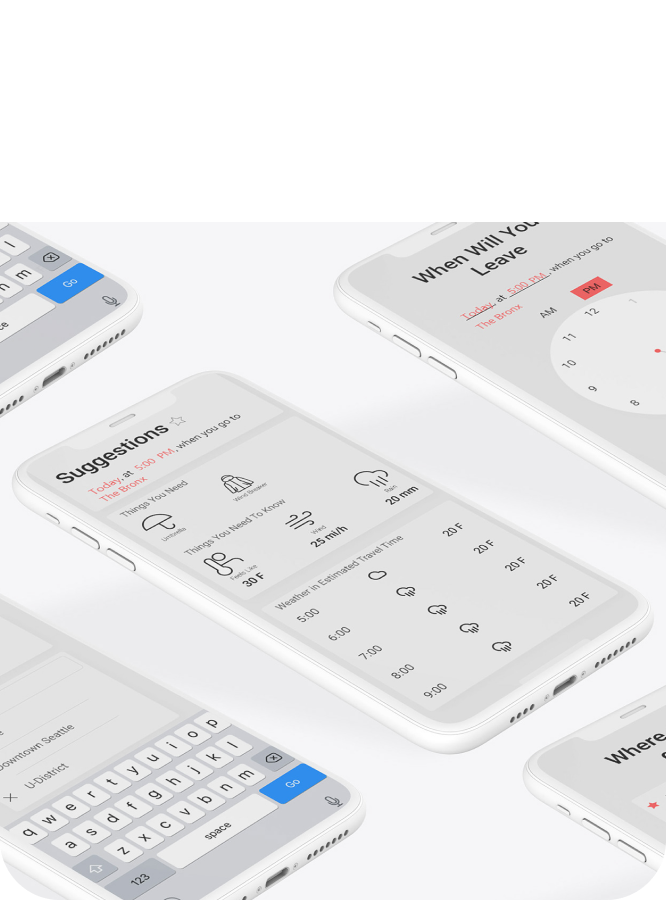 l
n
m
Go
ce
When Will You
Leave
Today, at 5:00 PM, when you go to
The Bronx
AM
PM
12
1
11
10
9
8
Suggestions
Today, at 5:00 PM, when you go to
The Bronx
Things You Need
Umbrella
Wind Breaker
Things You Need To Know
Feels Like
30 F
Wind
25 mi/h
Rain
20 mm
Weather in Estimated Travel Time
5:00 20 F
6:00 20 F
7:00 20 F
8:00 20 F
9:00 20 F
Downtown Seattle
U-District
q w e r t y u i o p
a s d f g h j k l
z x c v b n m
123
space
Go
Where